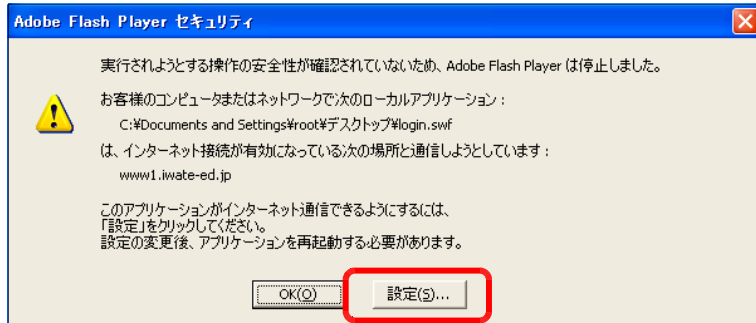 Adobe Flash Player セキュリティ
実行されようとする操作の安全性が確認されていないため、Adobe Flash Player は停止しました。
お客様のコンピュータまたはネットワークで次のローカルアプリケーション：
C:¥Documents and Settings¥root¥デスクトップ¥login.swf
は、インターネット接続が有効になっている次の場所と通信しようとしています：
www1.iwate-ed.jp
このアプリケーションがインターネット通信できるようにするには、
「設定」をクリックしてください。
設定の変更後、アプリケーションを再起動する必要があります。
OK(O) 設定(S)...